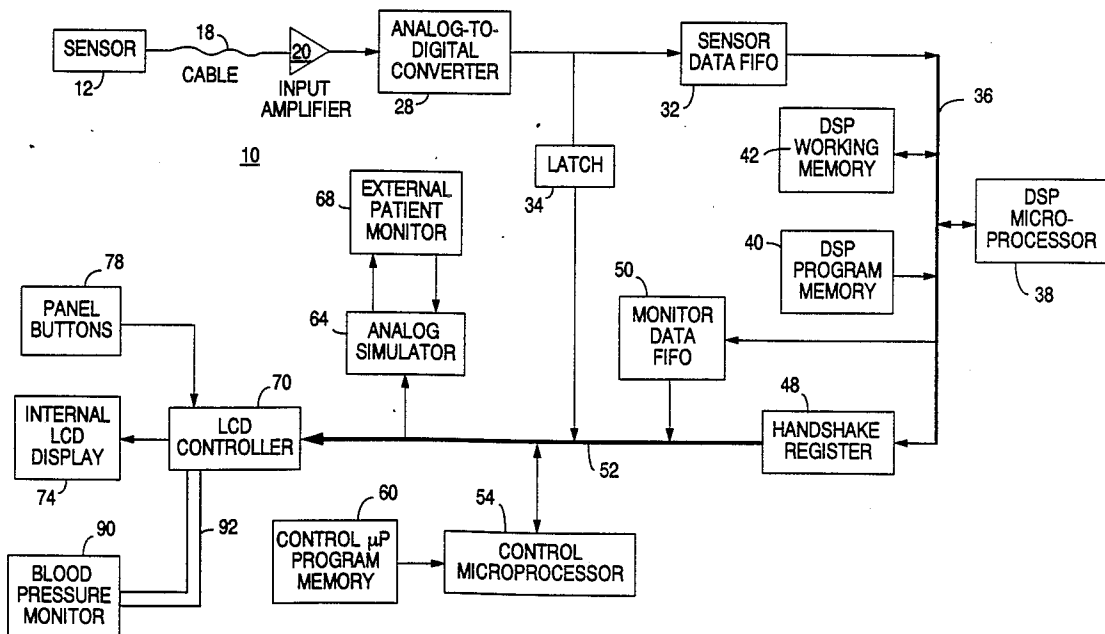 SENSOR
12
18
CABLE
20
INPUT
AMPLIFIER
ANALOG-TO-
DIGITAL
CONVERTER
28
SENSOR
DATA FIFO
32
36
10
LATCH
34
42
DSP
WORKING
MEMORY
68
EXTERNAL
PATIENT
MONITOR
40
DSP
PROGRAM
MEMORY
DSP
MICRO-
PROCESSOR
38
78
PANEL
BUTTONS
64
ANALOG
SIMULATOR
50
MONITOR
DATA
FIFO
70
LCD
CONTROLLER
48
HANDSHAKE
REGISTER
INTERNAL
LCD
DISPLAY
74
52
92
60
CONTROL μP
PROGRAM
MEMORY
54
CONTROL
MICROPROCESSOR
90
BLOOD
PRESSURE
MONITOR